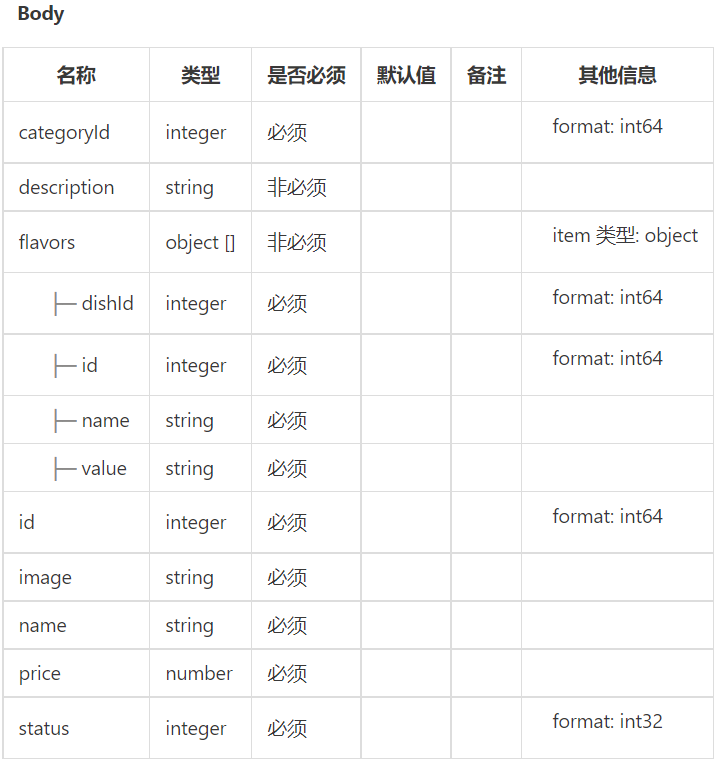 Body
名称 类型 是否必须 默认值 备注 其他信息
categoryId integer 必须 format: int64
description string 非必须
flavors object [] 非必须 item 类型: object
├─ dishId integer 必须 format: int64
├─ id integer 必须 format: int64
├─ name string 必须
├─ value string 必须
id integer 必须 format: int64
image string 必须
name string 必须
price number 必须
status integer 必须 format: int32